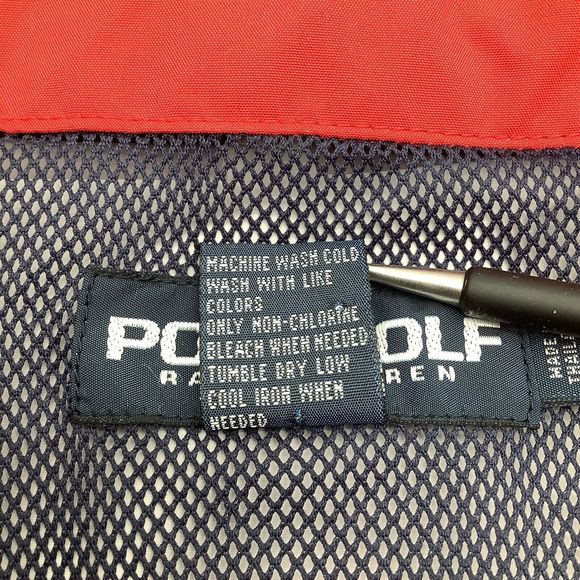 MACHINE WASH COLD
WASH WITH LIKE
COLORS
ONLY NON-CHLORINE
BLEACH WHEN NEEDED
TUMBLE DRY LOW
COOL IRON WHEN
NEEDED
PO OLF
RA REN
MADE
THAIL